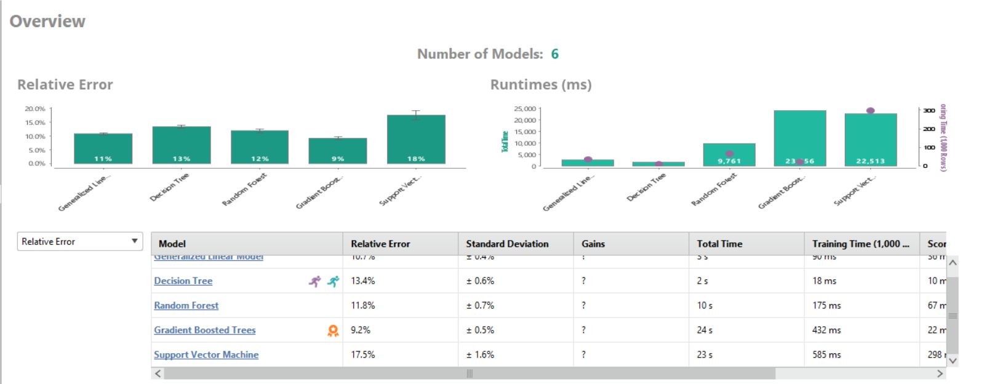 Overview
Number of Models: 6
Relative Error
Runtimes (ms)
20.0%
15.0%
10.0%
5.0%
0.0%
11%
13%
12%
9%
18%
Generalized Line...
Decision Tree
Random Forest
Gradient Boost...
Support Vect...
25,000
20,000
15,000
10,000
5,000
0
Total Time
9,761
22,513
300
200
100
0
oring Time (1,000 Rows)
Generalized Line...
Decision Tree
Random Forest
Gradient Boost...
Support Vect...
Relative Error
Model Relative Error Standard Deviation Gains Total Time Training Time (1,000 ... Scor
Generalized Linear Model 10.7% ± 0.4% ? 3 s 90 ms 36 m
Decision Tree 13.4% ± 0.6% ? 2 s 18 ms 10 m
Random Forest 11.8% ± 0.7% ? 10 s 175 ms 67 m
Gradient Boosted Trees 9.2% ± 0.5% ? 24 s 432 ms 22 m
Support Vector Machine 17.5% ± 1.6% ? 23 s 585 ms 298